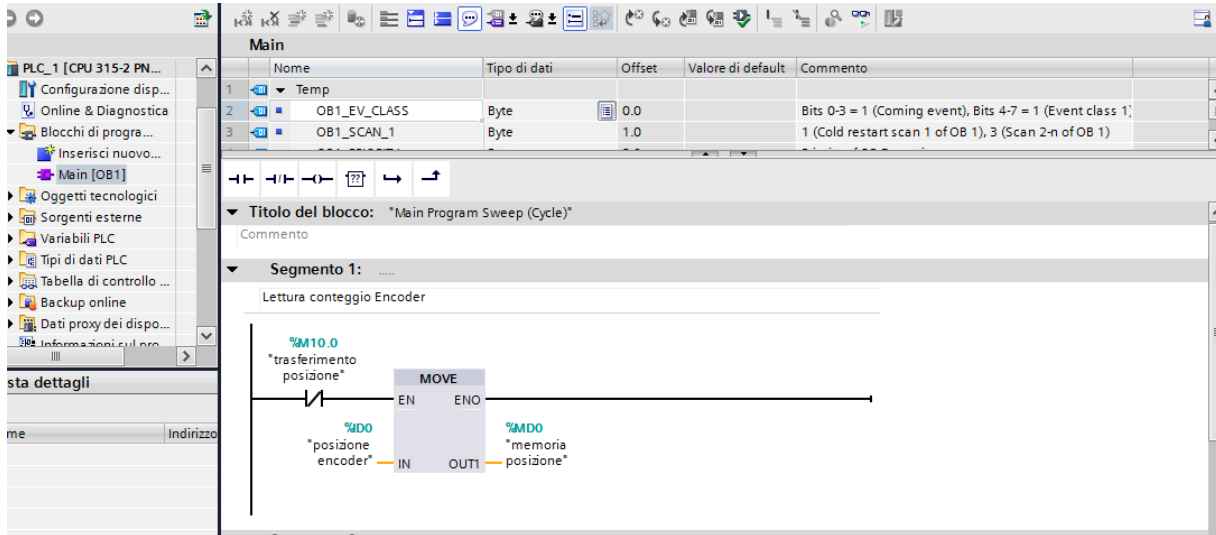 Main
Nome Tipo di dati Offset Valore di default Commento
1 Temp
2 OB1_EV_CLASS Byte 0.0 Bits 0-3 = 1 (Coming event), Bits 4-7 = 1 (Event class 1)
3 OB1_SCAN_1 Byte 1.0 1 (Cold restart scan 1 of OB 1), 3 (Scan 2-n of OB 1)
PLC_1 [CPU 315-2 PN...
Configurazione disp...
Online & Diagnostica
Blocchi di progra...
Inserisci nuovo...
Main [OB1]
Oggetti tecnologici
Sorgenti esterne
Variabili PLC
Tipi di dati PLC
Tabella di controllo ...
Backup online
Dati proxy dei dispo...
sta dettagli
me Indirizzo
??
Titolo del blocco: "Main Program Sweep (Cycle)"
Commento
Segmento 1: .....
Lettura conteggio Encoder
%M10.0
"trasferimento
posizione"
MOVE
EN ENO
%ID0
"posizione
encoder"
IN OUT1
%MD0
"memoria
posizione"